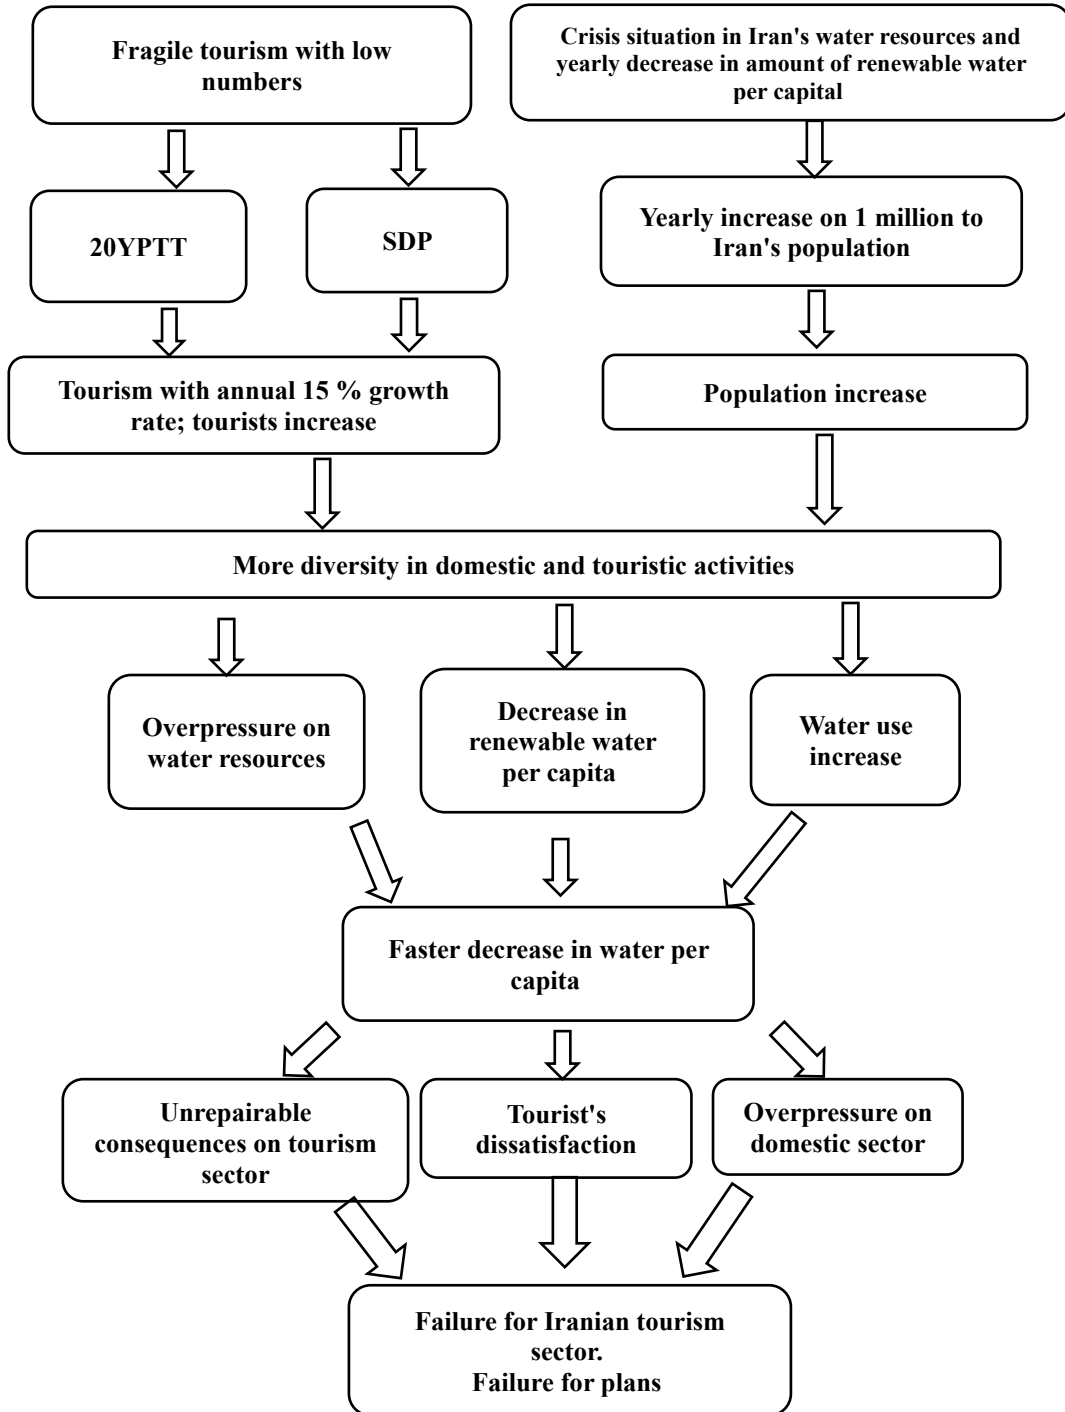 Fragile tourism with low
numbers
Crisis situation in Iran's water resources and
yearly decrease in amount of renewable water
per capital
20YPTT
SDP
Yearly increase on 1 million to
Iran's population
Tourism with annual 15 % growth
rate; tourists increase
Population increase
More diversity in domestic and touristic activities
Overpressure on
water resources
Decrease in
renewable water
per capita
Water use
increase
Faster decrease in water per
capita
Unrepairable
consequences on tourism
sector
Tourist's
dissatisfaction
Overpressure on
domestic sector
Failure for Iranian tourism
sector.
Failure for plans